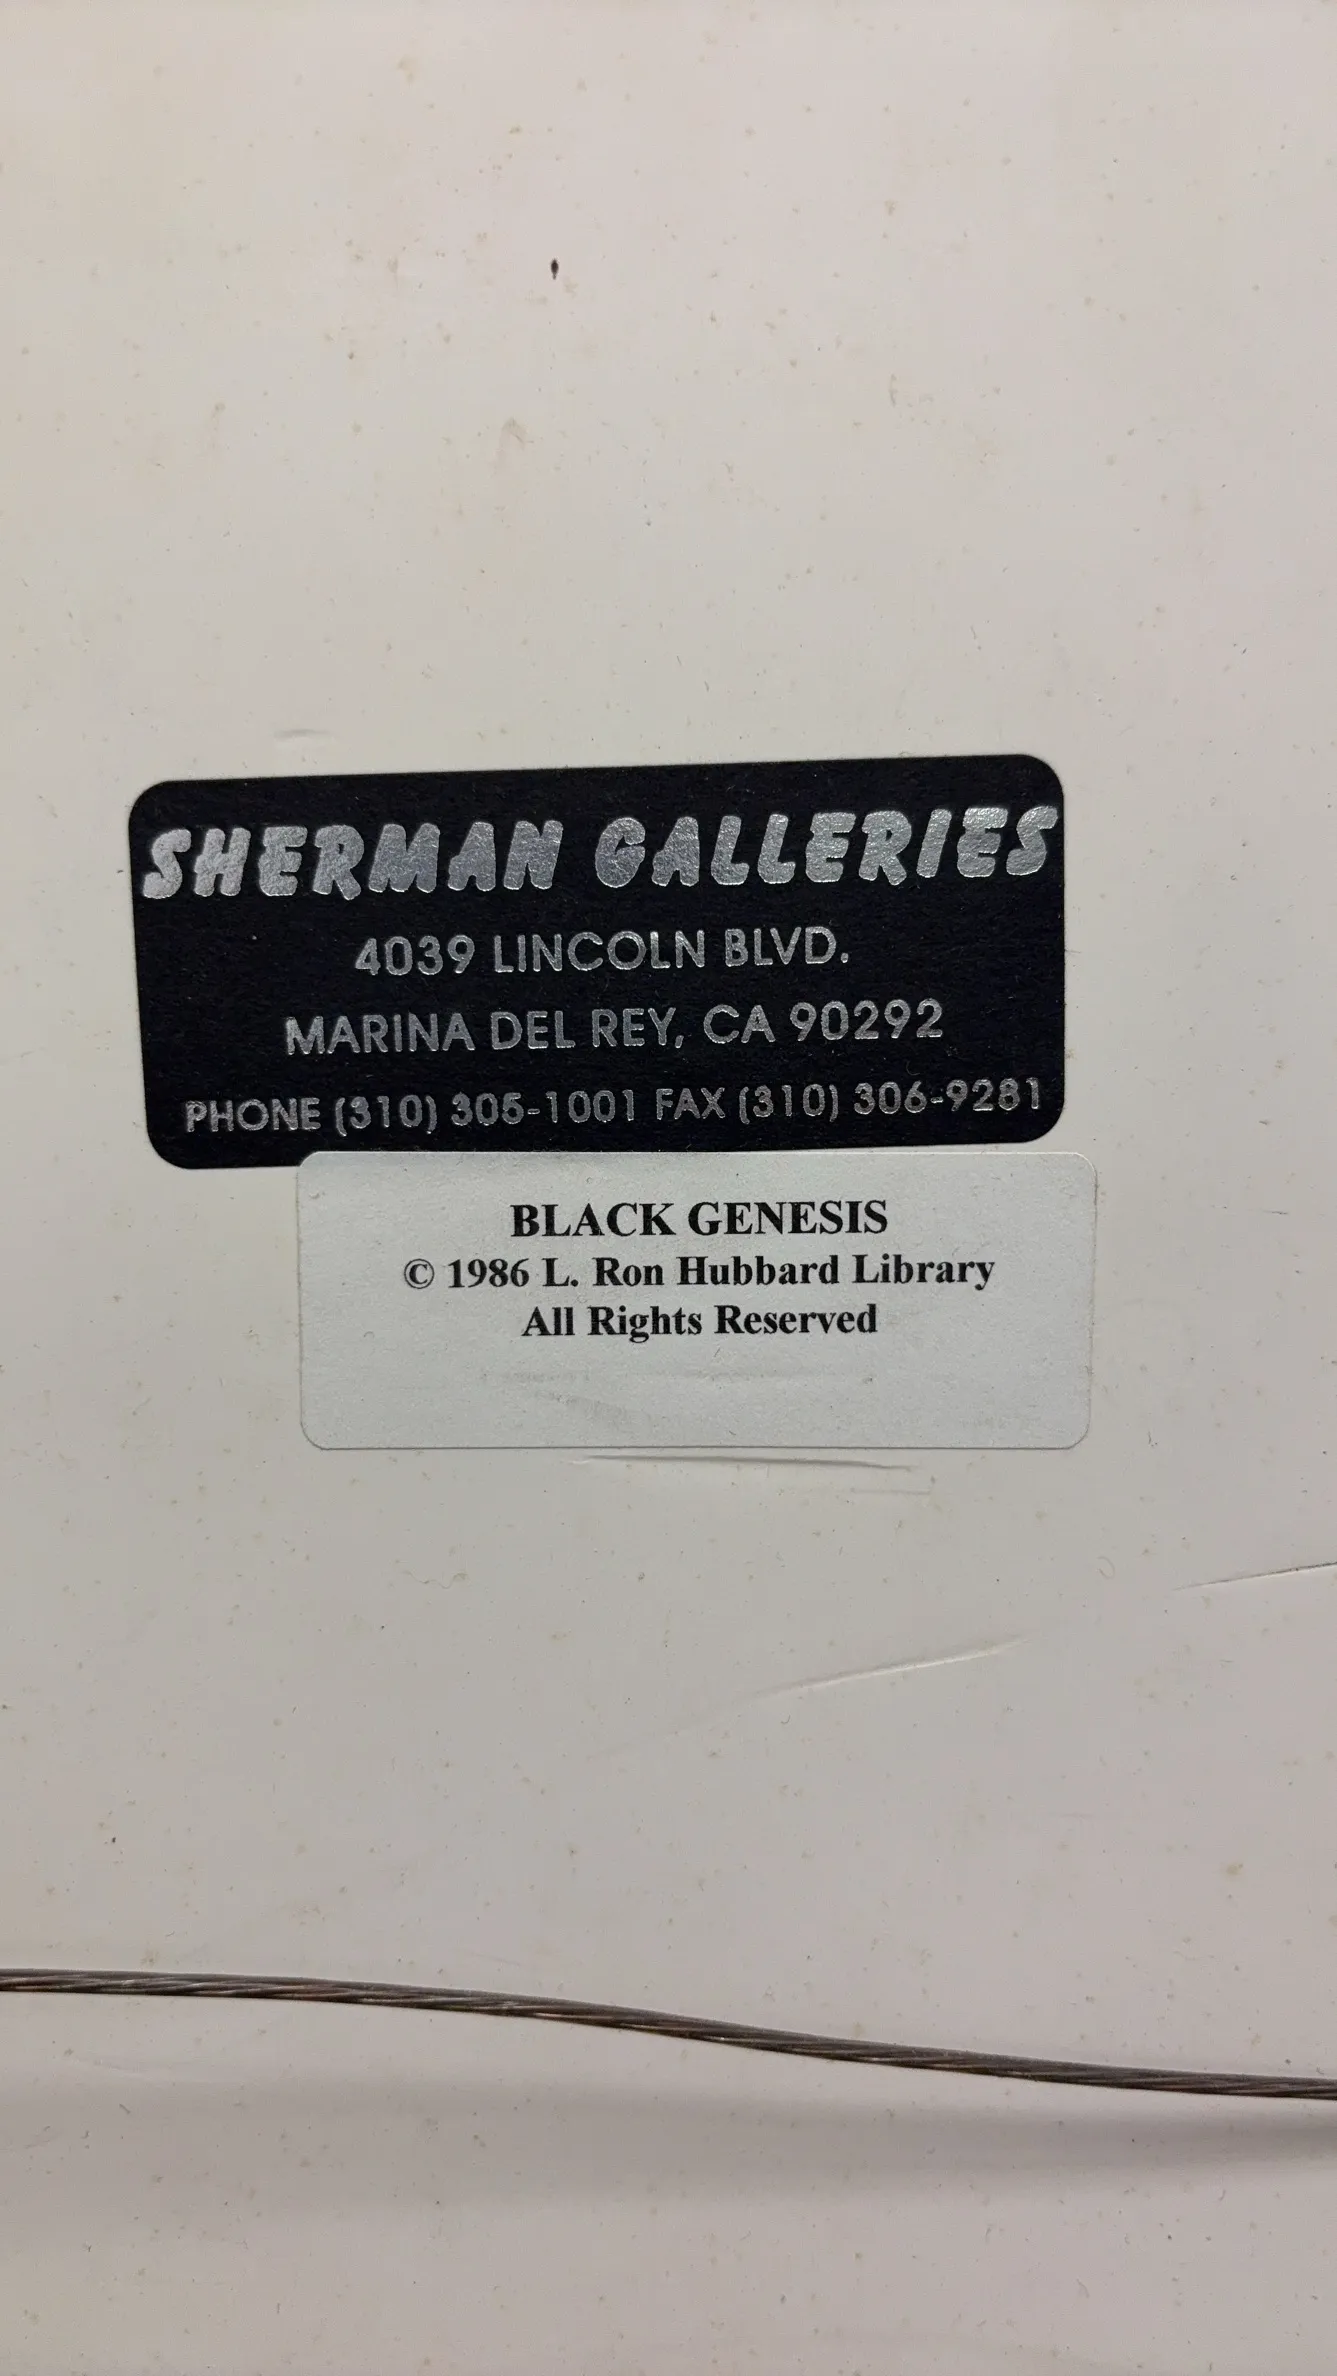 SHERMAN GALLERIES
4039 LINCOLN BLVD.
MARINA DEL REY, CA 90292
PHONE (310) 305-1001 FAX (310) 306-9281
BLACK GENESIS
© 1986 L. Ron Hubbard Library
All Rights Reserved